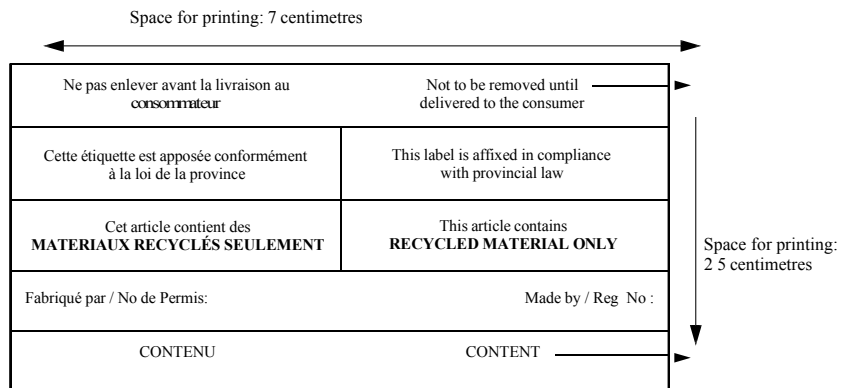 Space for printing: 7 centimetres
Ne pas enlever avant la livraison au
consommateur
Not to be removed until
delivered to the consumer
Cette étiquette est apposée conformément
à la loi de la province
This label is affixed in compliance
with provincial law
Cet article contient des
MATERIAUX RECYCLÉS SEULEMENT
This article contains
RECYCLED MATERIAL ONLY
Space for printing:
2 5 centimetres
Fabriqué par / No de Permis:
Made by / Reg No :
CONTENU
CONTENT